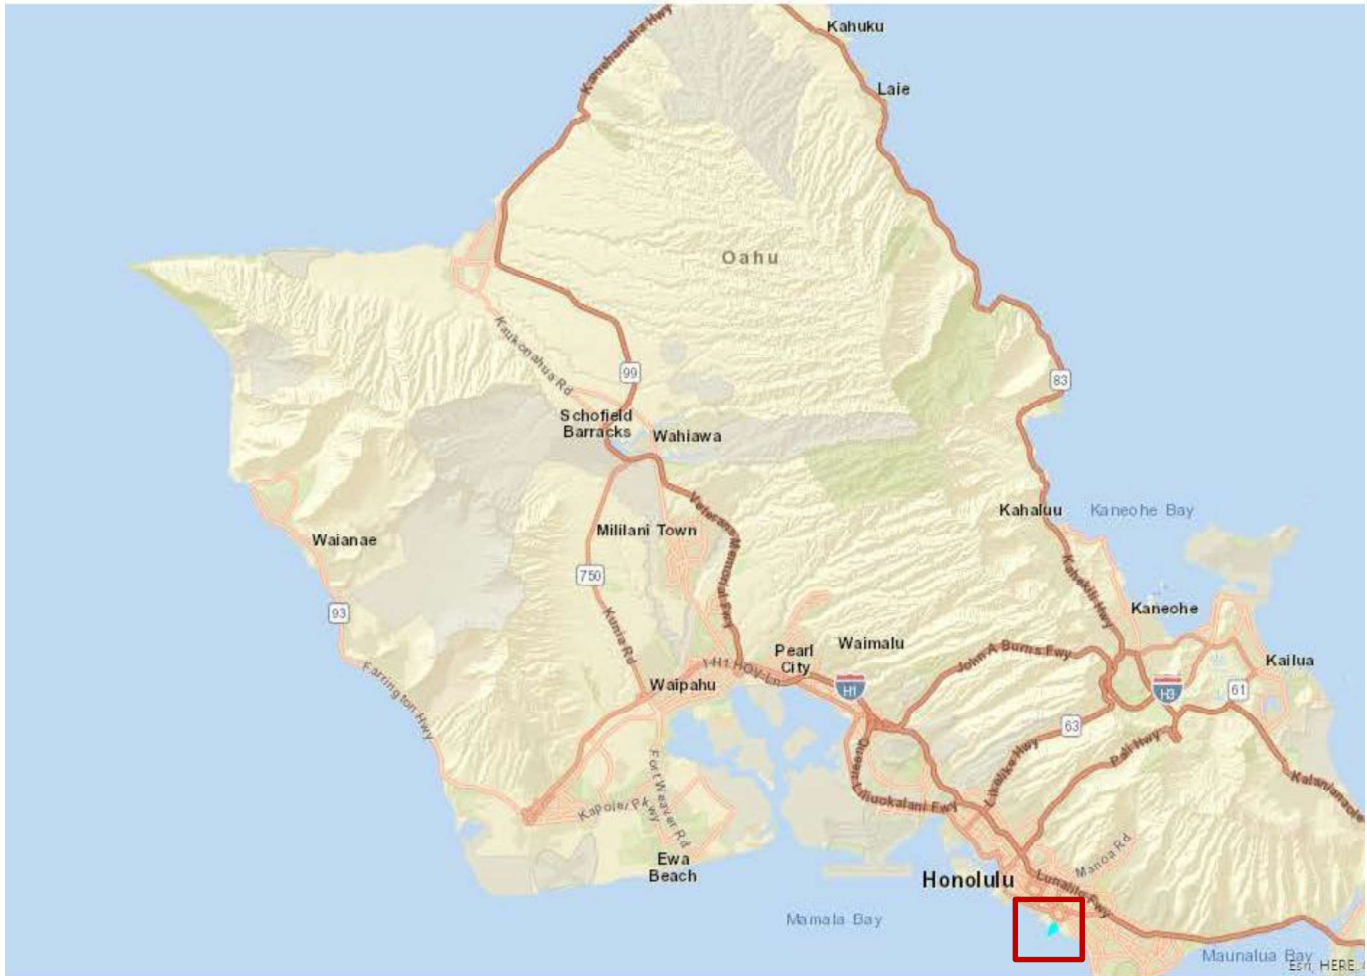 Kahuku
Kamehameha Hwy
Laie
Oahu
Kaukonahua Rd
99
83
Schofield
Barracks
Wahiawa
Veterans Memorial Fwy
Kahaluu
Kaneohe Bay
Mililani Town
Waianae
750
Kahekili Hwy
93
Kaneohe
Kunia Rd
Pearl
City
Waimalu
John A Burns Fwy
Kailua
I-H1 HOV-Ln
Waipahu
H1
H3
61
Farrington Hwy
63
Likelike Hwy
Pali Hwy
Queen Liliuokalani Fwy
Fort Weaver Rd
Kapolei Pkwy
Kalanianaole
Manoa Rd
Ewa
Beach
Honolulu
Lunalilo Fwy
Mamala Bay
Maunalua Bay
Esri, HERE,